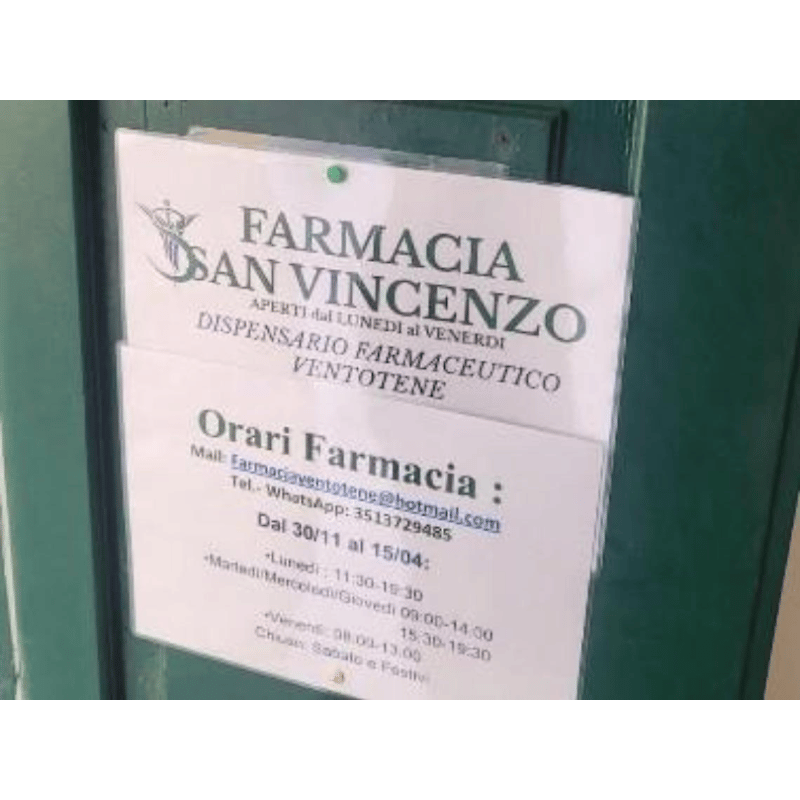 FARMACIA
SAN VINCENZO
APERTI dal LUNEDI al VENERDI
DISPENSARIO FARMACEUTICO
VENTOTENE
Orari Farmacia :
Mail: Farmaciaventotene@hotmail.com
Tel.- WhatsApp: 3513729485
Dal 30/11 al 15/04:
•Lunedì : 11:30-19:30
•Martedì/Mercoledì/Giovedì 09:00-14:00
15:30-19:30
•Venerdì: 08:00-13:00
Chiuso: Sabato e Festivi